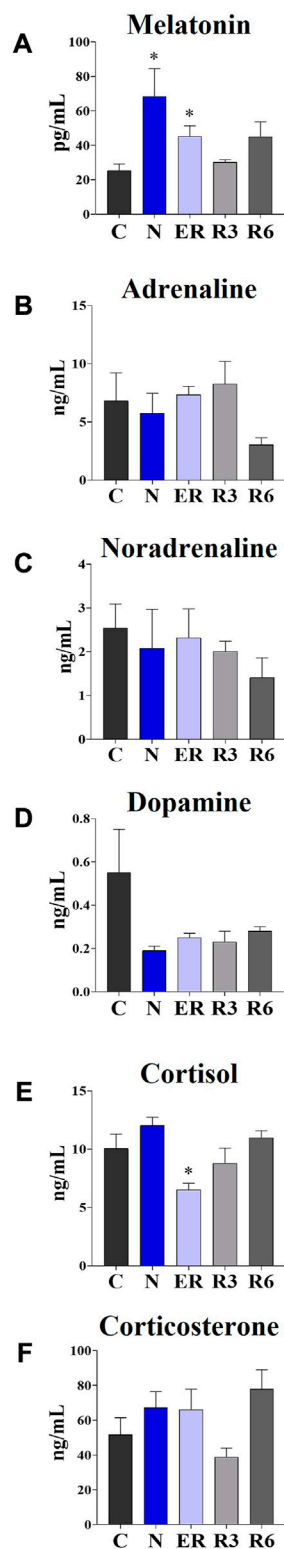 A
Melatonin
pg/mL
100
80
60
40
20
0
*
*
C N ER R3 R6
B
Adrenaline
ng/mL
15
10
5
0
C N ER R3 R6
C
Noradrenaline
ng/mL
4
3
2
1
0
C N ER R3 R6
D
Dopamine
ng/mL
0.8
0.6
0.4
0.2
0.0
C N ER R3 R6
E
Cortisol
ng/mL
15
10
5
0
*
C N ER R3 R6
F
Corticosterone
ng/mL
100
80
60
40
20
0
C N ER R3 R6